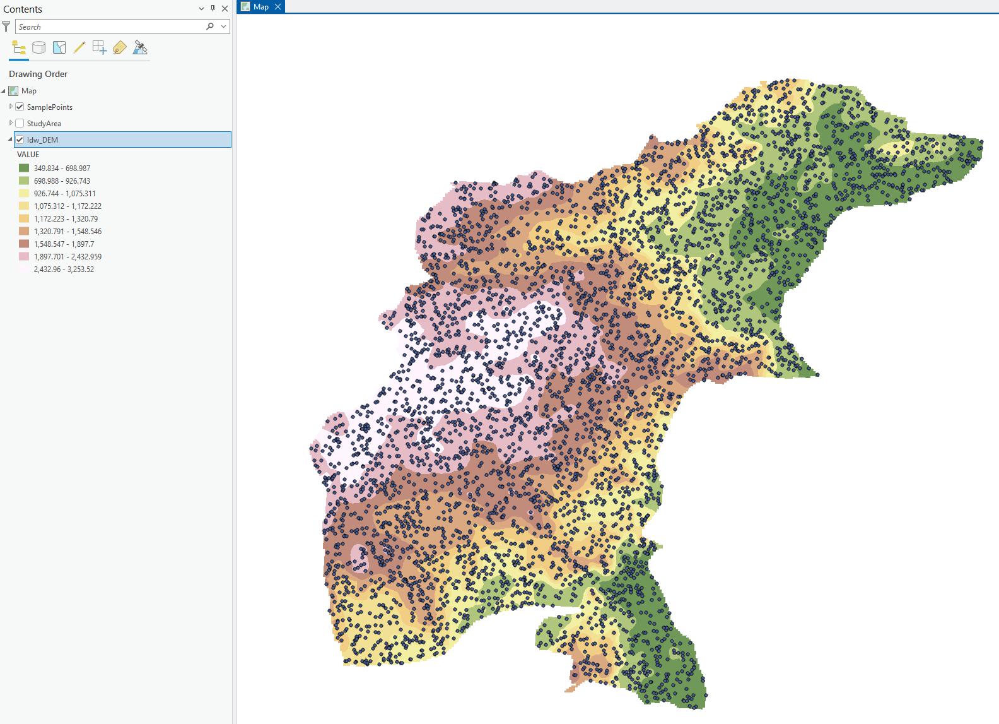 Contents
Map
Search
Drawing Order
Map
SamplePoints
StudyArea
Idw_DEM
VALUE
349.834 - 698.987
698.988 - 926.743
926.744 - 1,075.311
1,075.312 - 1,172.222
1,172.223 - 1,320.79
1,320.791 - 1,548.546
1,548.547 - 1,897.7
1,897.701 - 2,432.959
2,432.96 - 3,253.52